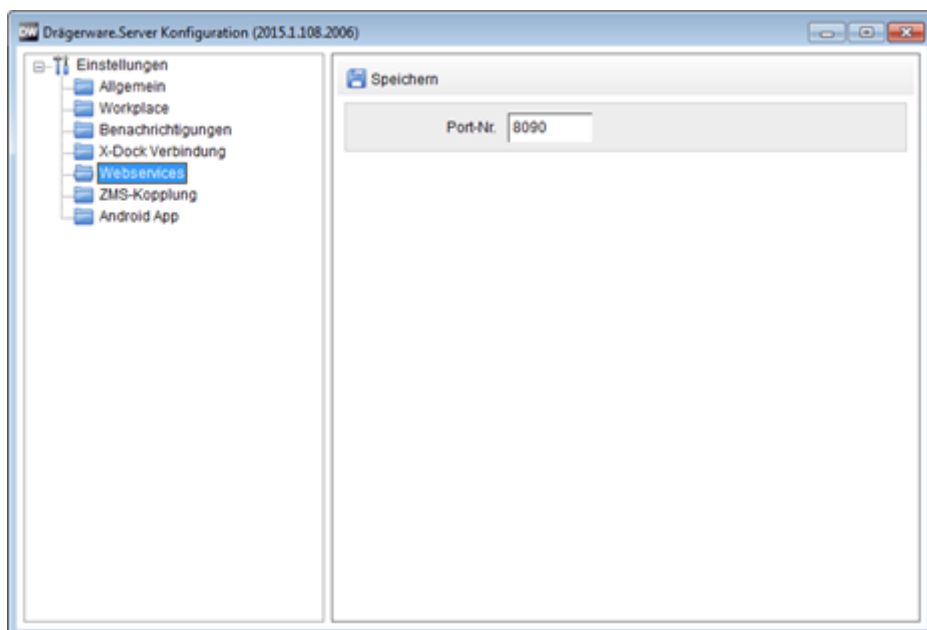 Drägerware.Server Konfiguration (2015.1.108.2006)
Einstellungen
Allgemein
Workplace
Benachrichtigungen
X-Dock Verbindung
Webservices
ZMS-Kopplung
Android App
Speichern
Port-Nr. 8090